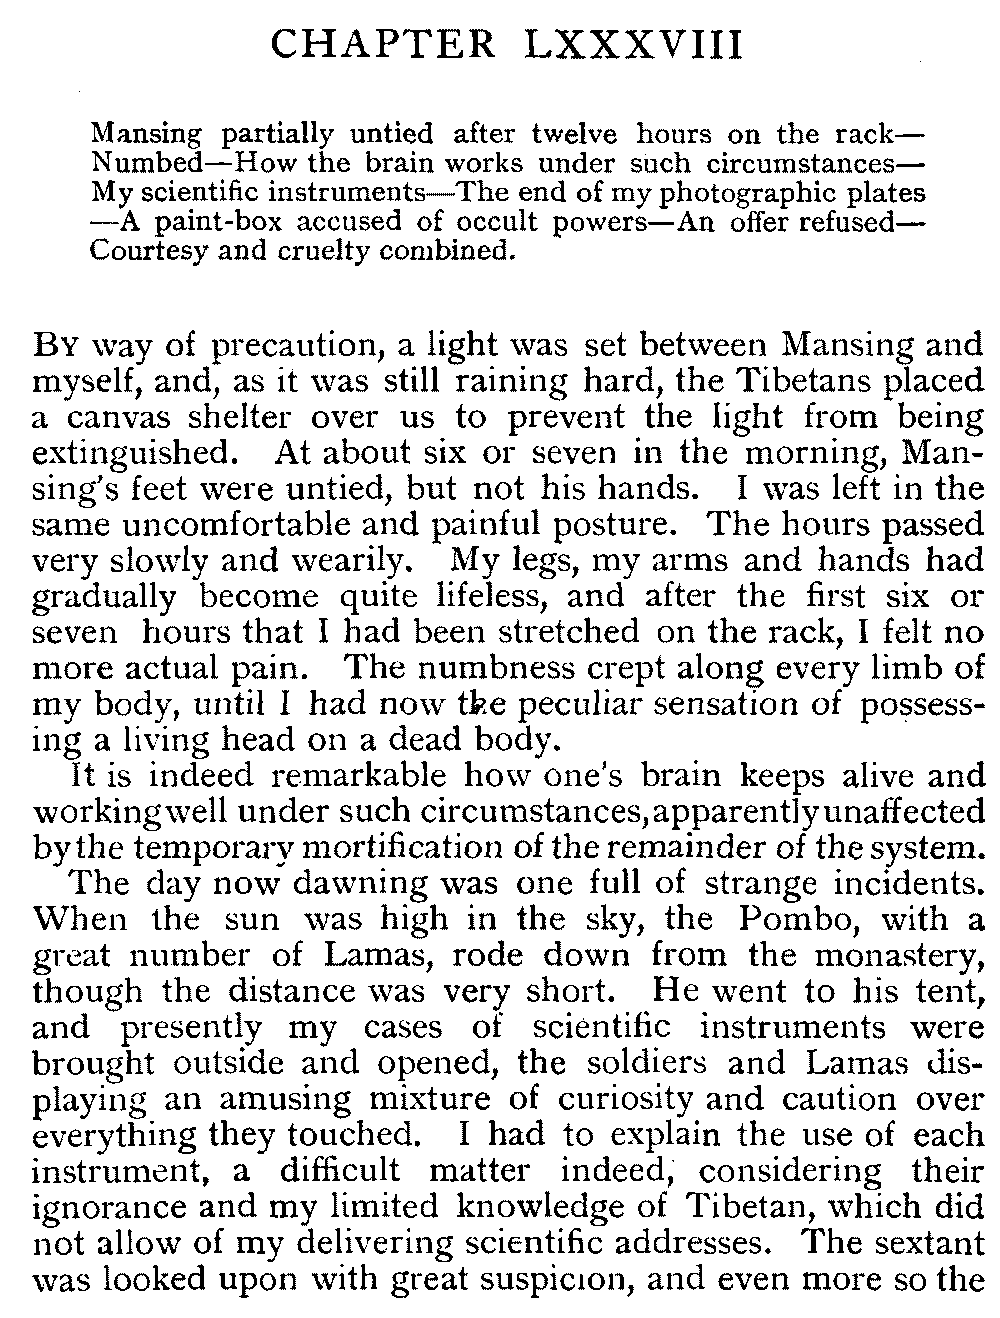 CHAPTER LXXXVIII
Mansing partially untied after twelve hours on the rack—
Numbed—How the brain works under such circumstances—
My scientific instruments—The end of my photographic plates
—A paint-box accused of occult powers—An offer refused—
Courtesy and cruelty combined.
BY way of precaution, a light was set between Mansing and
myself, and, as it was still raining hard, the Tibetans placed
a canvas shelter over us to prevent the light from being
extinguished. At about six or seven in the morning, Man-
sing's feet were untied, but not his hands. I was left in the
same uncomfortable and painful posture. The hours passed
very slowly and wearily. My legs, my arms and hands had
gradually become quite lifeless, and after the first six or
seven hours that I had been stretched on the rack, I felt no
more actual pain. The numbness crept along every limb of
my body, until I had now the peculiar sensation of possess-
ing a living head on a dead body.
It is indeed remarkable how one's brain keeps alive and
working well under such circumstances, apparently unaffected
by the temporary mortification of the remainder of the system.
The day now dawning was one full of strange incidents.
When the sun was high in the sky, the Pombo, with a
great number of Lamas, rode down from the monastery,
though the distance was very short. He went to his tent,
and presently my cases of scientific instruments were
brought outside and opened, the soldiers and Lamas dis-
playing an amusing mixture of curiosity and caution over
everything they touched. I had to explain the use of each
instrument, a difficult matter indeed, considering their
ignorance and my limited knowledge of Tibetan, which did
not allow of my delivering scientific addresses. The sextant
was looked upon with great suspicion, and even more so the